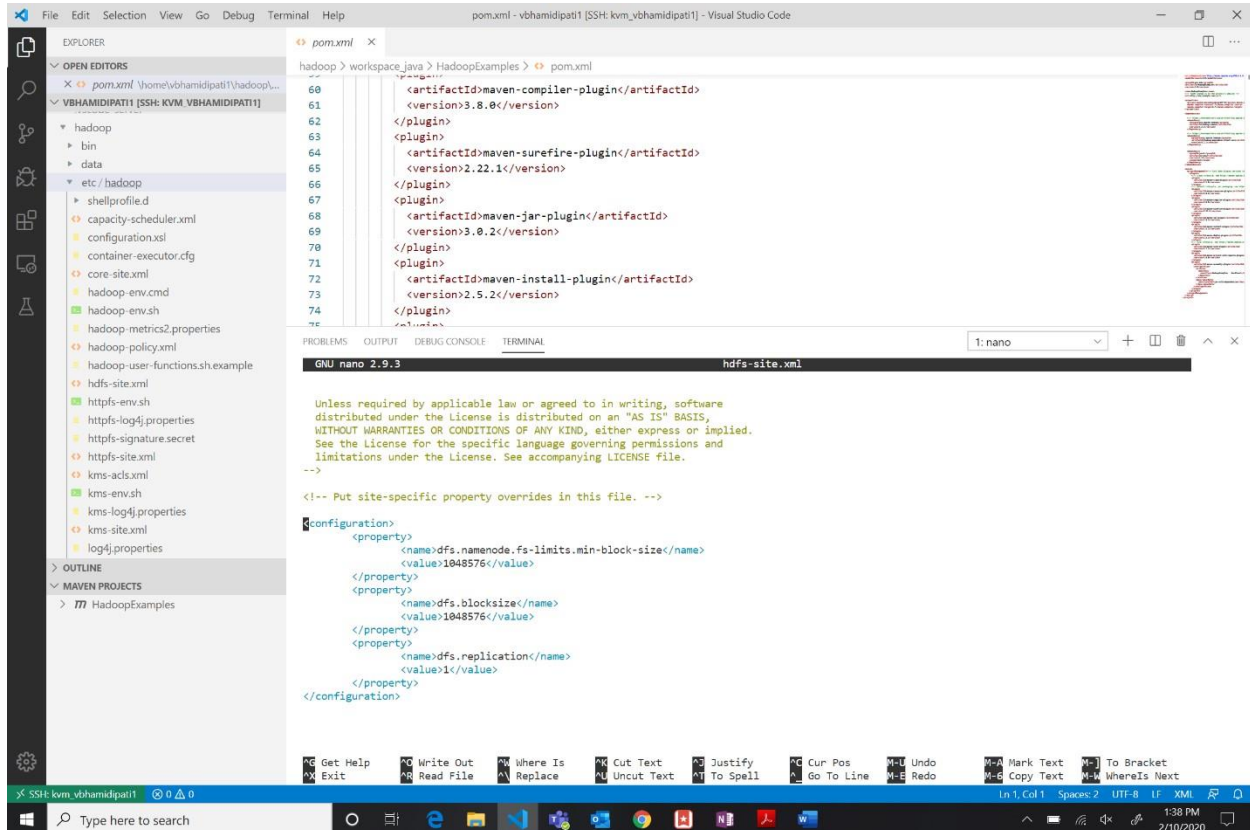 File Edit Selection View Go Debug Terminal Help
pom.xml - vbhamidipati1 [SSH: kvm_vbhamidipati1] - Visual Studio Code
EXPLORER
OPEN EDITORS
pom.xml \home\vbhamidipati1\hadoop\...
VBHAMIDIPATI1 [SSH: KVM_VBHAMIDIPATI1]
hadoop
bin
data
etc / hadoop
shellprofile.d
capacity-scheduler.xml
configuration.xsl
container-executor.cfg
core-site.xml
hadoop-env.cmd
hadoop-env.sh
hadoop-metrics2.properties
hadoop-policy.xml
hadoop-user-functions.sh.example
hdfs-site.xml
httpfs-env.sh
httpfs-log4j.properties
httpfs-signature.secret
httpfs-site.xml
kms-acls.xml
kms-env.sh
kms-log4j.properties
kms-site.xml
log4j.properties
OUTLINE
MAVEN PROJECTS
HadoopExamples
pom.xml
hadoop > workspace_java > HadoopExamples > pom.xml
60 <artifactId>maven-compiler-plugin</artifactId>
61 <version>3.8.0</version>
62 </plugin>
63 <plugin>
64 <artifactId>maven-surefire-plugin</artifactId>
65 <version>2.22.1</version>
66 </plugin>
67 <plugin>
68 <artifactId>maven-jar-plugin</artifactId>
69 <version>3.0.2</version>
70 </plugin>
71 <plugin>
72 <artifactId>maven-install-plugin</artifactId>
73 <version>2.5.2</version>
74 </plugin>
PROBLEMS OUTPUT DEBUG CONSOLE TERMINAL
1: nano
GNU nano 2.9.3 hdfs-site.xml
Unless required by applicable law or agreed to in writing, software
distributed under the License is distributed on an "AS IS" BASIS,
WITHOUT WARRANTIES OR CONDITIONS OF ANY KIND, either express or implied.
See the License for the specific language governing permissions and
limitations under the License. See accompanying LICENSE file.
-->
<!-- Put site-specific property overrides in this file. -->
<configuration>
<property>
<name>dfs.namenode.fs-limits.min-block-size</name>
<value>1048576</value>
</property>
<property>
<name>dfs.blocksize</name>
<value>1048576</value>
</property>
<property>
<name>dfs.replication</name>
<value>1</value>
</property>
</configuration>
^G Get Help ^O Write Out ^W Where Is ^K Cut Text ^J Justify ^C Cur Pos M-U Undo M-A Mark Text M-] To Bracket
^X Exit ^R Read File ^\ Replace ^U Uncut Text ^T To Spell ^_ Go To Line M-E Redo M-6 Copy Text M-W WhereIs Next
SSH: kvm_vbhamidipati1 0 0
Ln 1, Col 1 Spaces: 2 UTF-8 LF XML
Type here to search
1:38 PM
2/10/2020